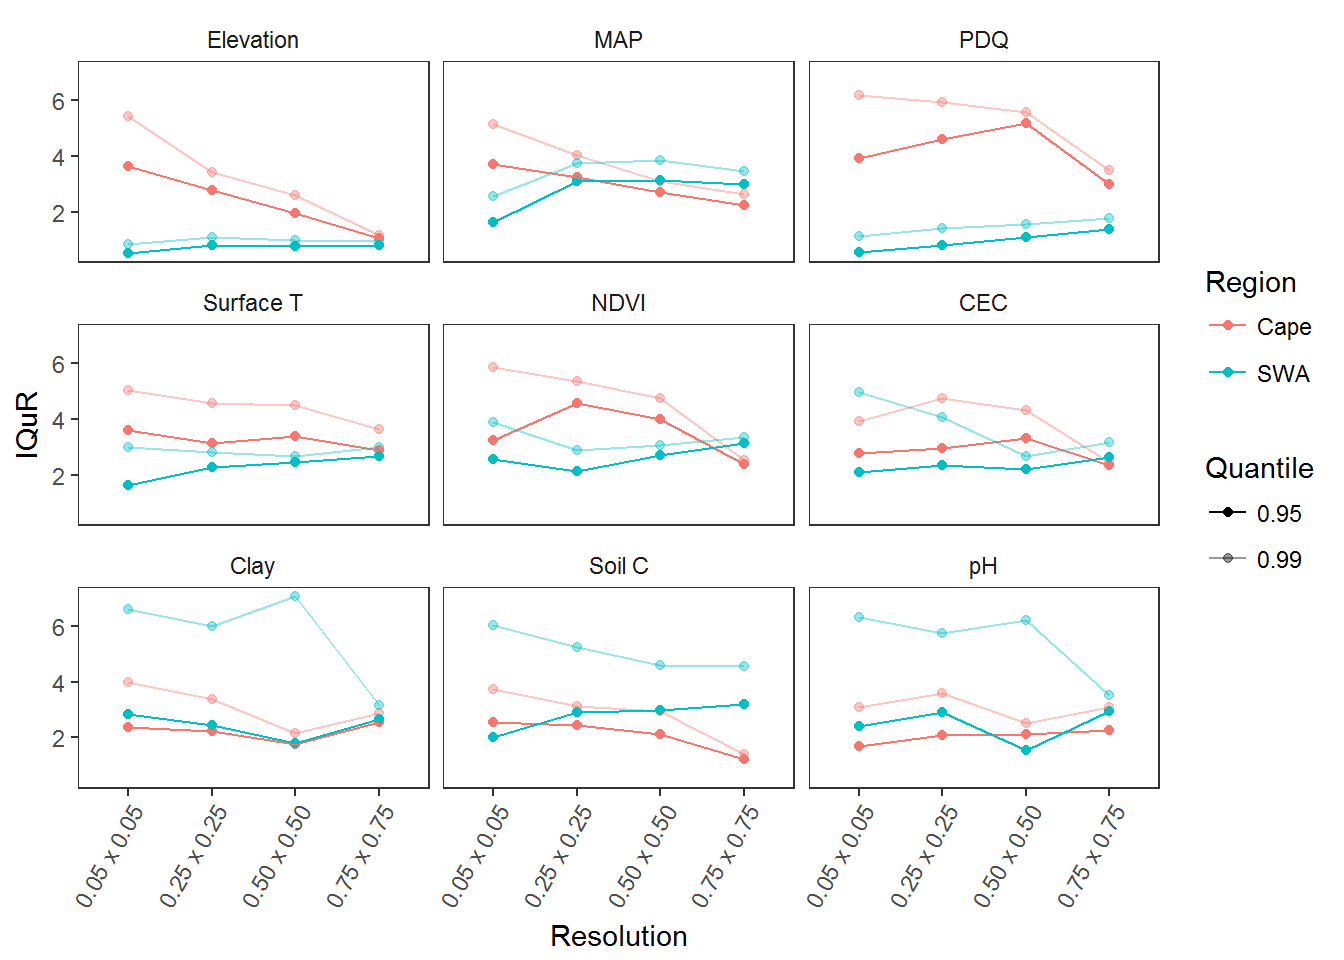 Elevation
MAP
PDQ
6
4
2
Surface T
NDVI
CEC
6
4
2
Clay
Soil C
pH
6
4
2
0.05 x 0.05
0.25 x 0.25
0.50 x 0.50
0.75 x 0.75
0.05 x 0.05
0.25 x 0.25
0.50 x 0.50
0.75 x 0.75
0.05 x 0.05
0.25 x 0.25
0.50 x 0.50
0.75 x 0.75
Resolution
IQuR
Region
Cape
SWA
Quantile
0.95
0.99